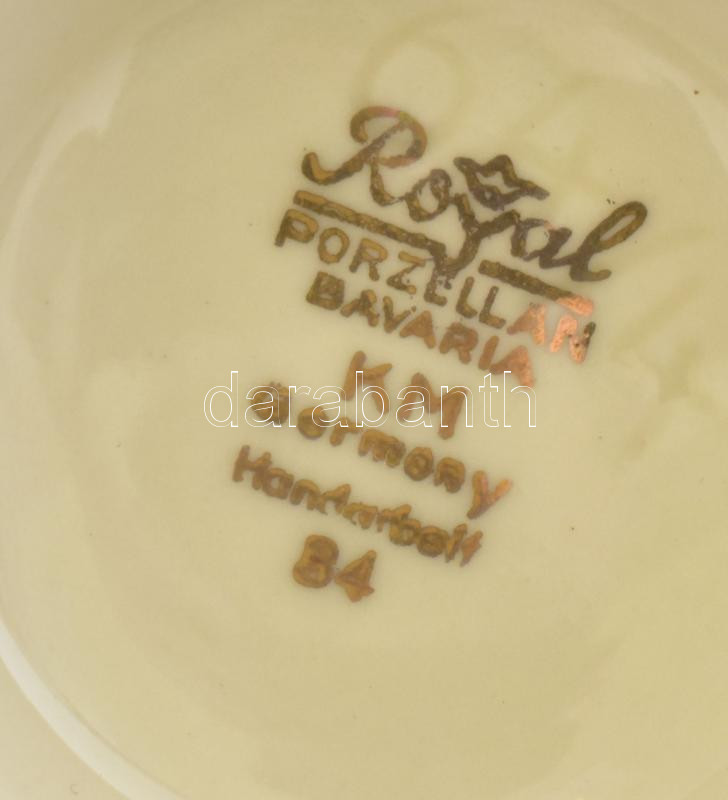 Royal
PORZELLAN
BAVARIA
KM
Germany
Handarbeit
84
darabanth